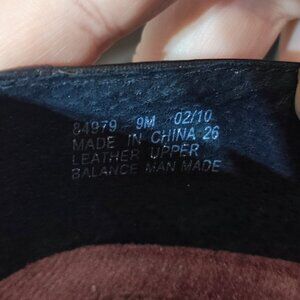 84979 9M 02/10
MADE IN CHINA 26
LEATHER UPPER
BALANCE MAN MADE